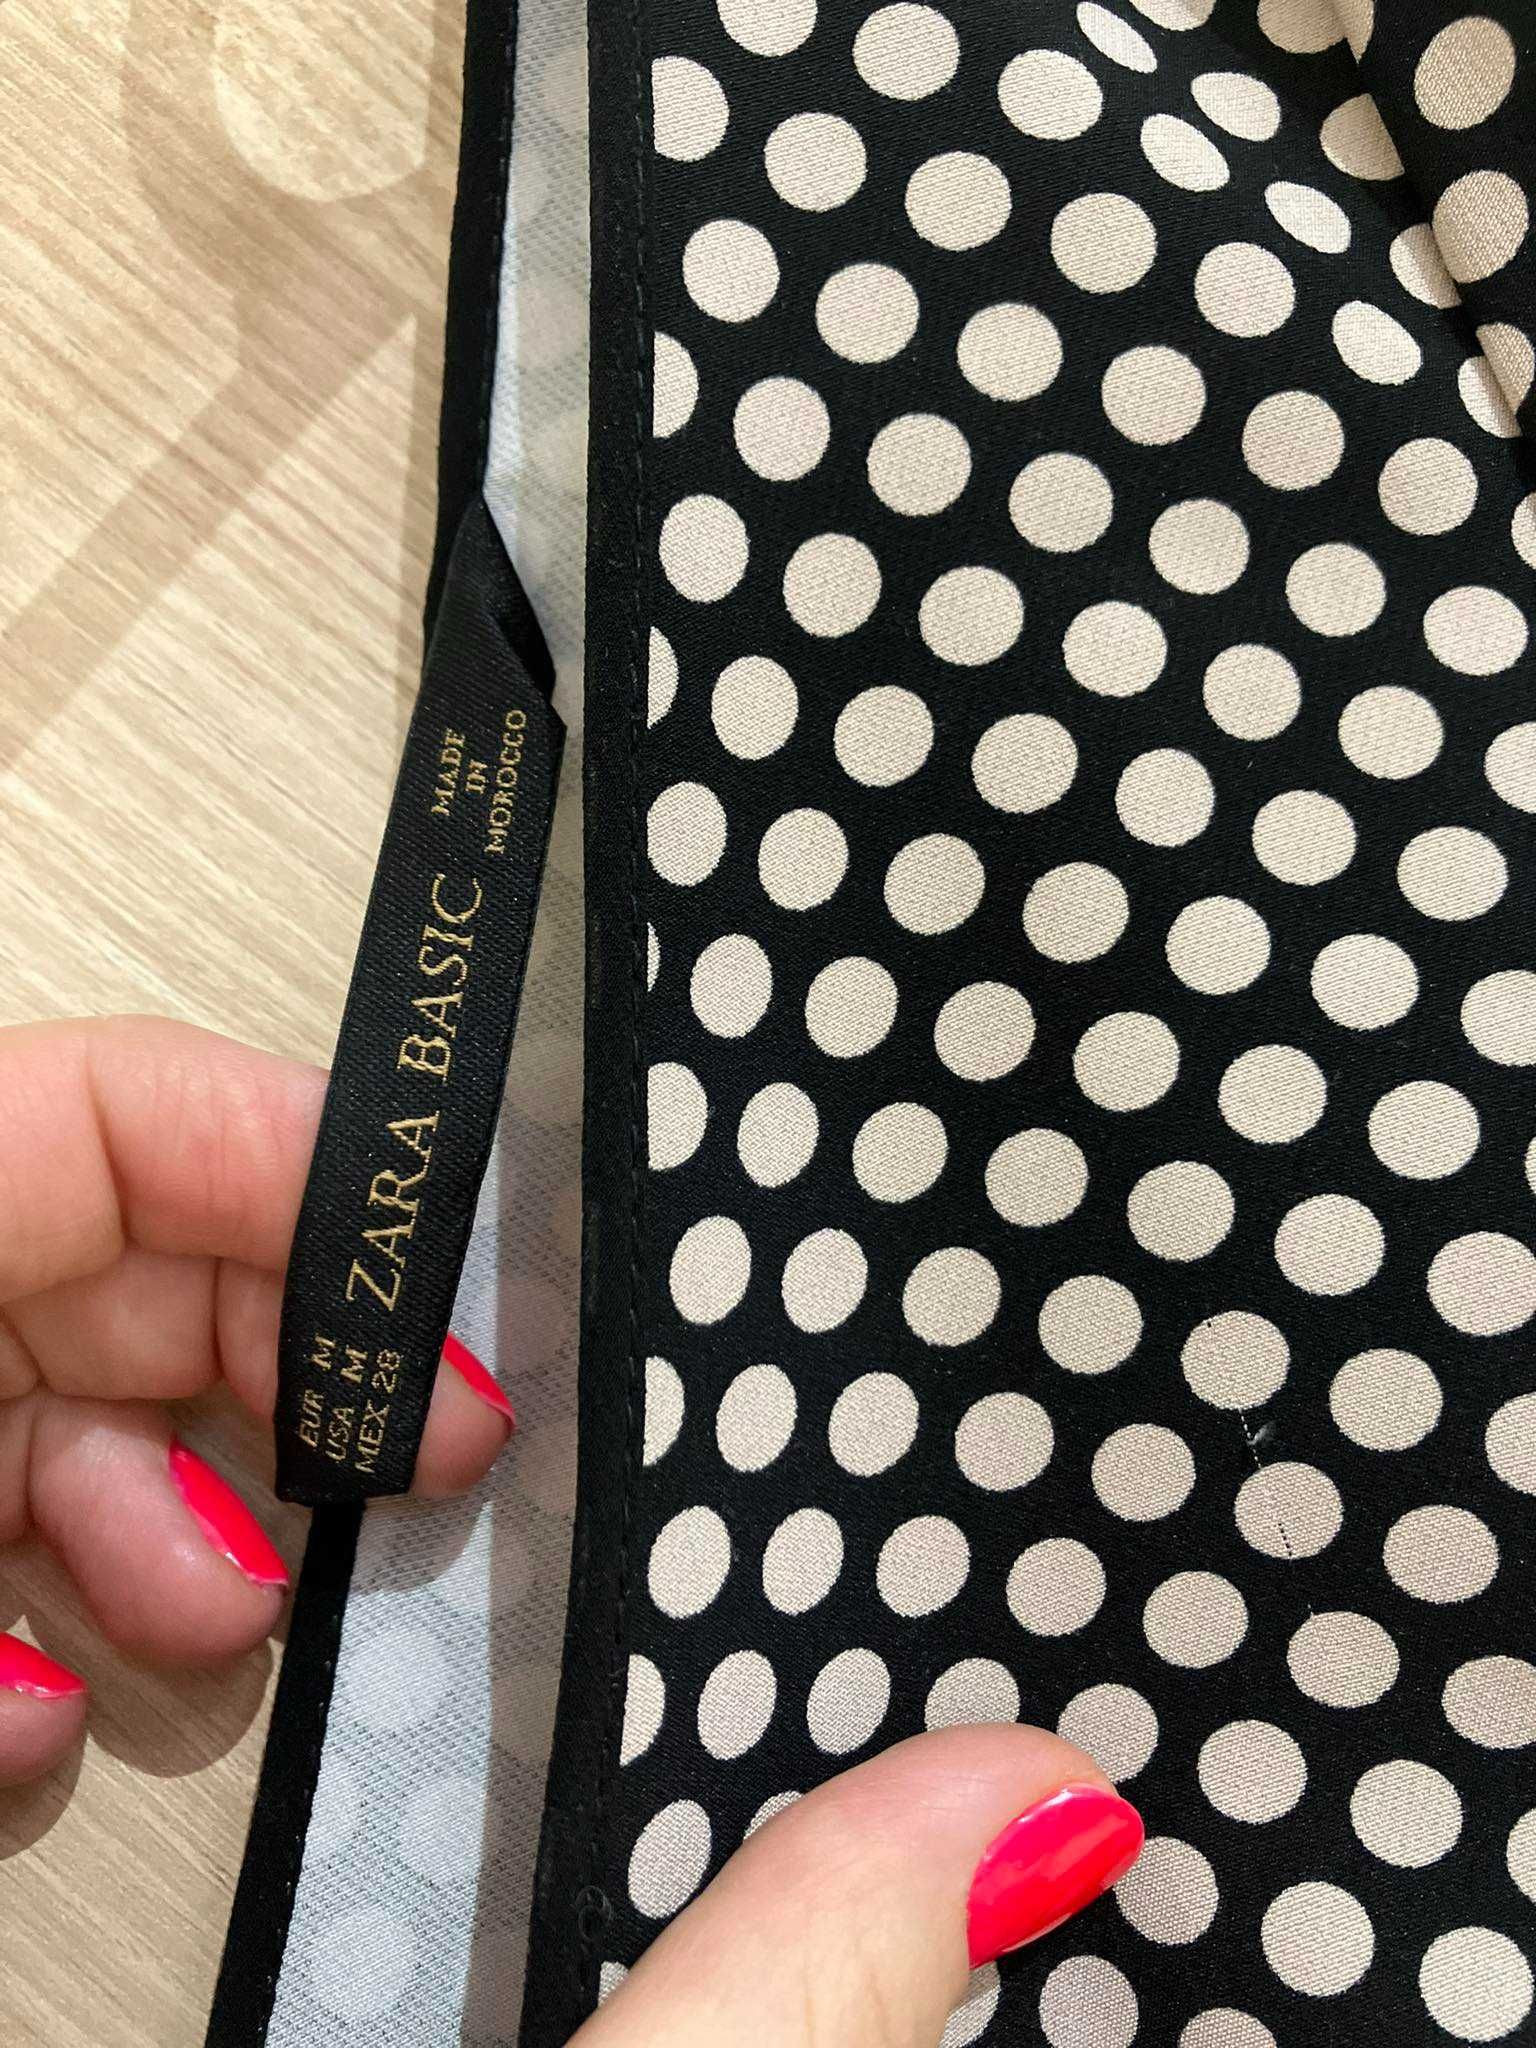 EUR M
USA M
MEX 28
ZARA BASIC
MADE
IN
MOROCCO